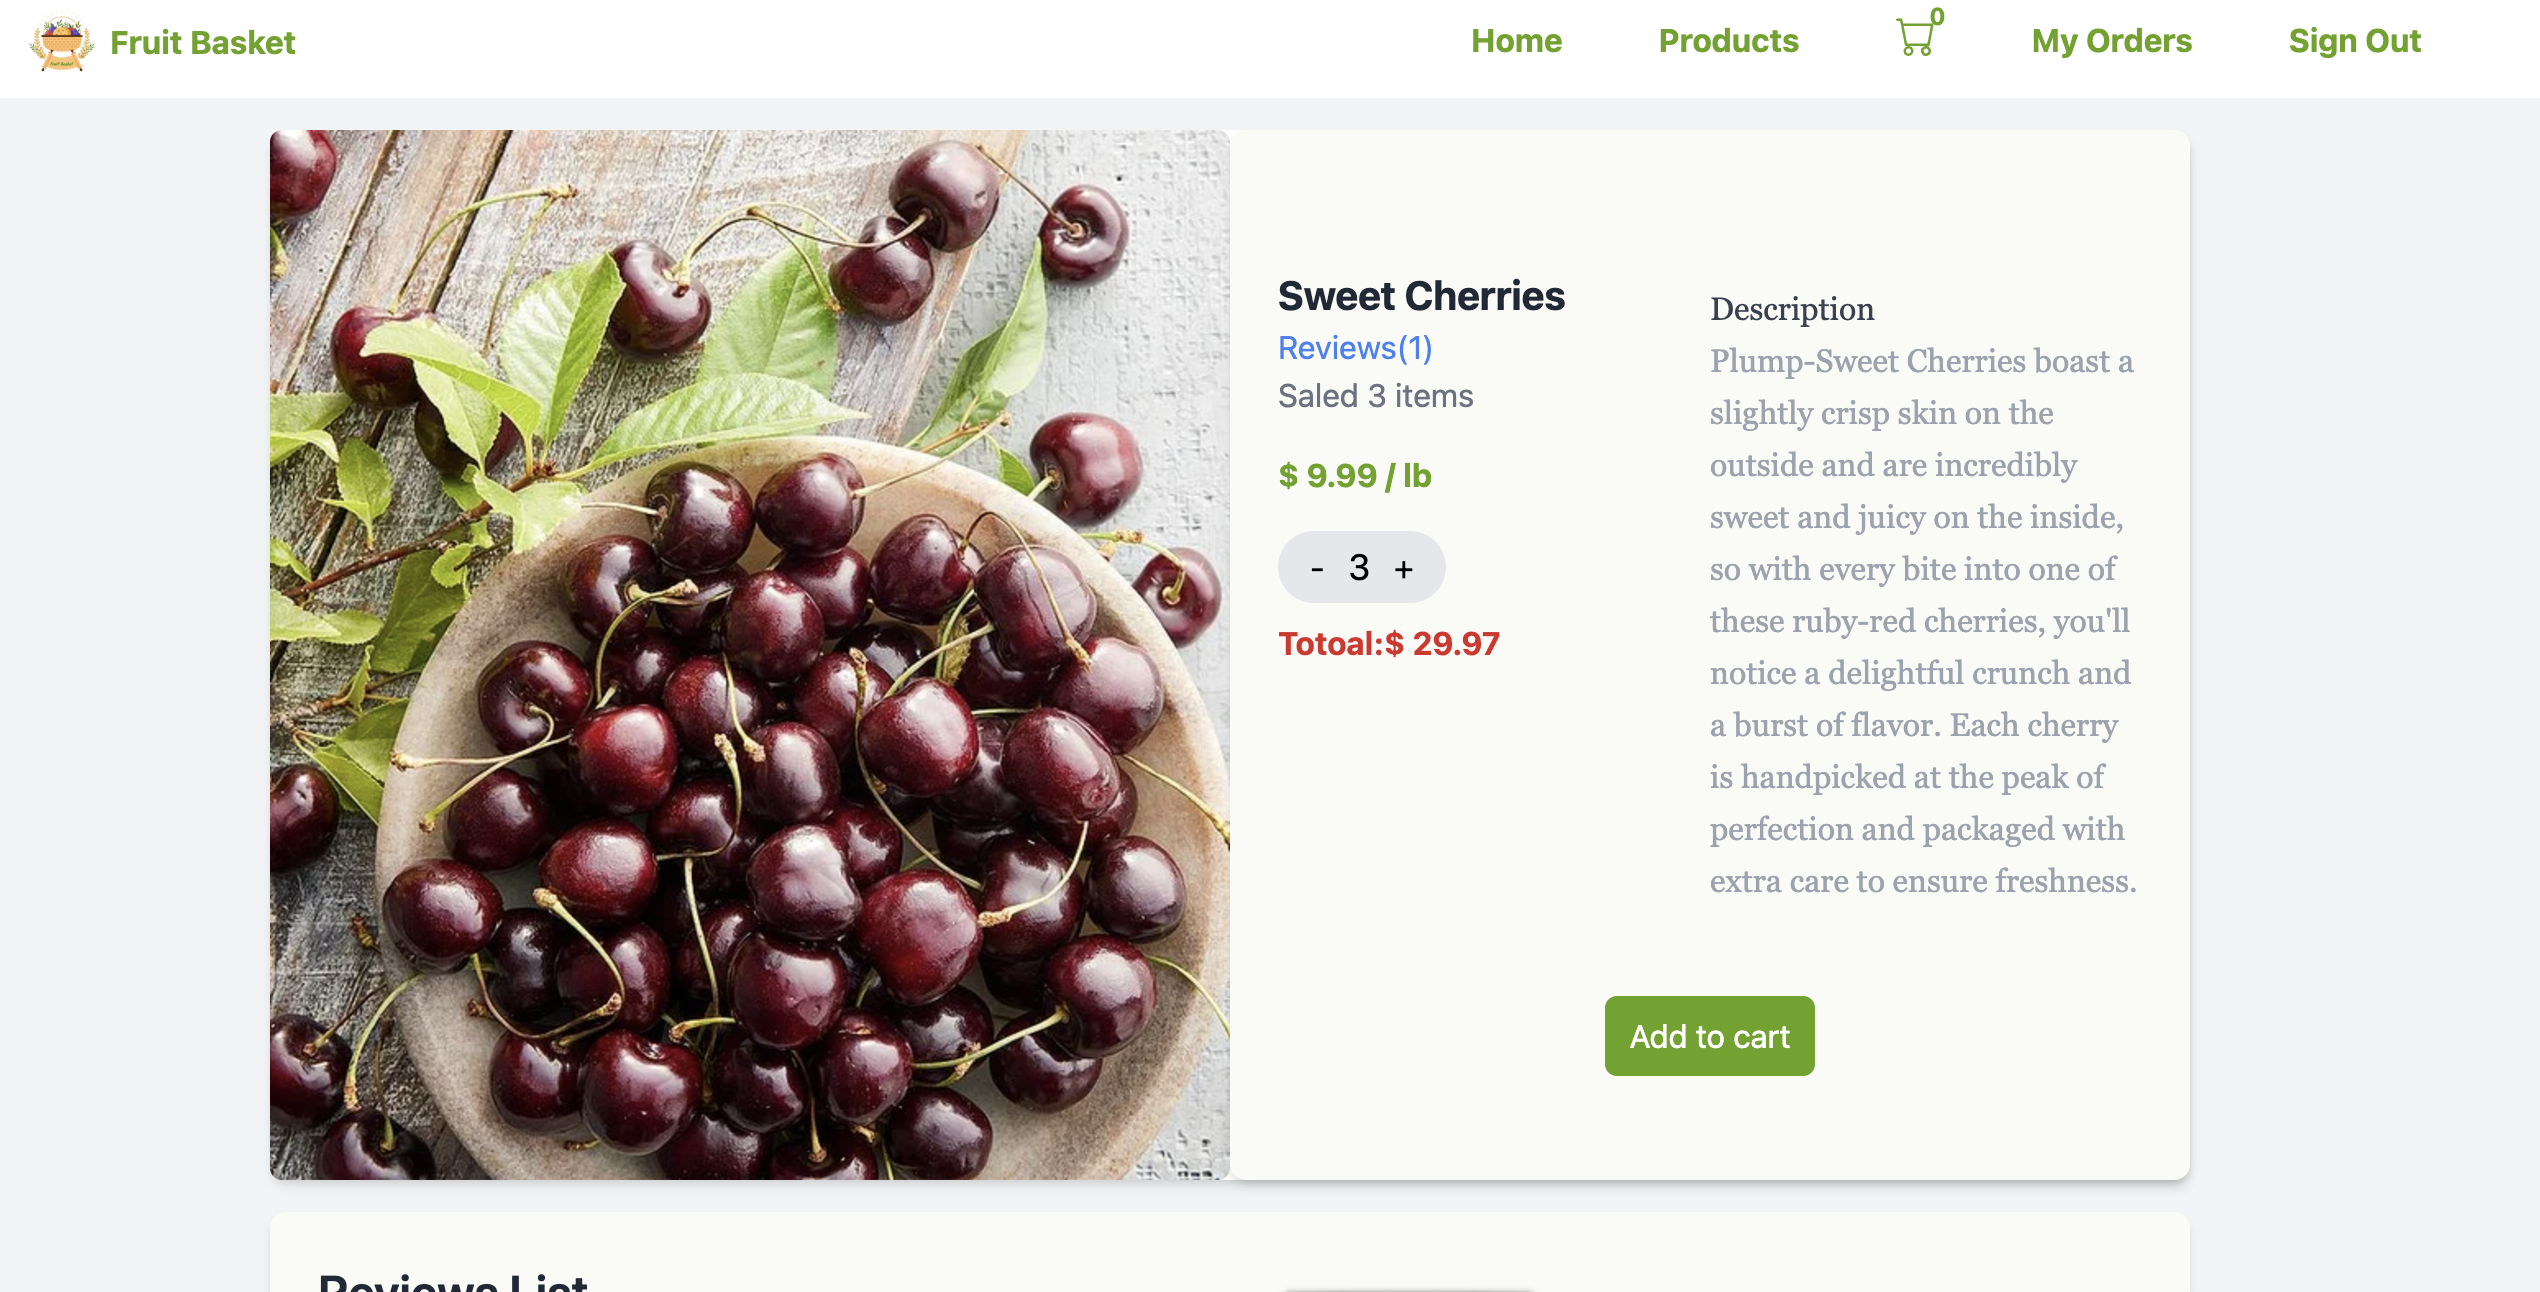 Fruit Basket
Home
Products
0
My Orders
Sign Out
Sweet Cherries
Reviews(1)
Saled 3 items
$ 9.99 / lb
- 3 +
Totoal:$ 29.97
Description
Plump-Sweet Cherries boast a
slightly crisp skin on the
outside and are incredibly
sweet and juicy on the inside,
so with every bite into one of
these ruby-red cherries, you'll
notice a delightful crunch and
a burst of flavor. Each cherry
is handpicked at the peak of
perfection and packaged with
extra care to ensure freshness.
Add to cart
Reviews List